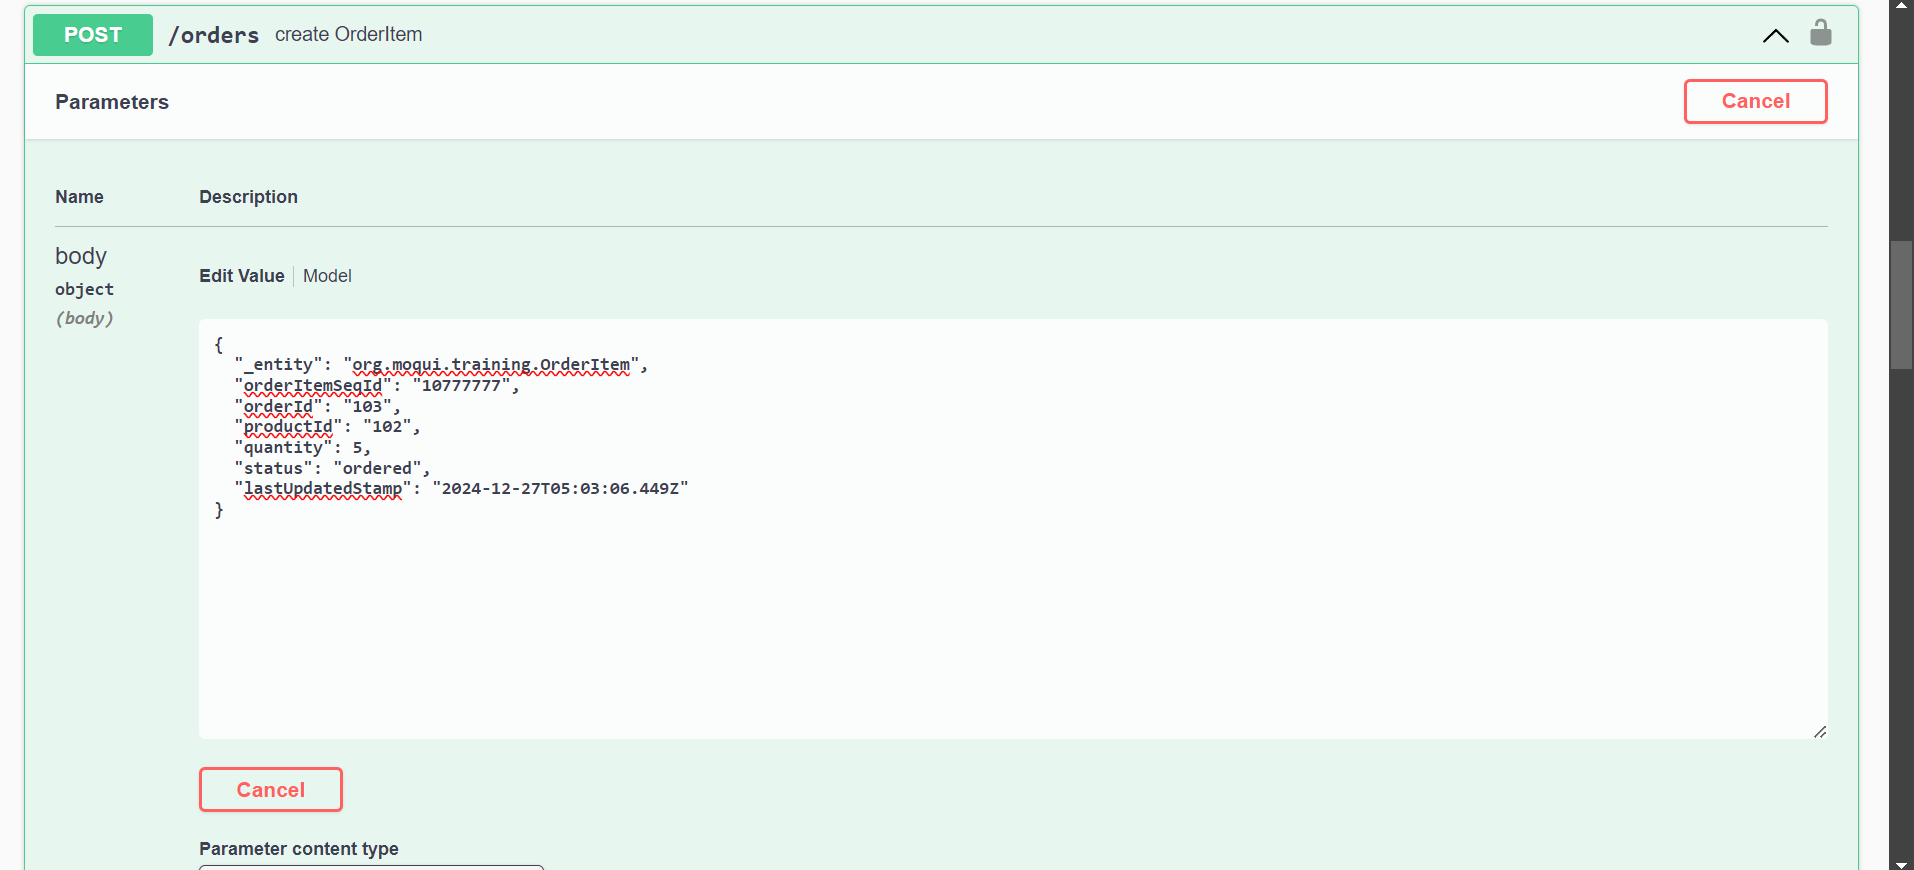 POST /orders create OrderItem
Parameters
Cancel
Name Description
body
object
(body)
Edit Value Model
{
  "_entity": "org.moqui.training.OrderItem",
  "orderItemSeqId": "10777777",
  "orderId": "103",
  "productId": "102",
  "quantity": 5,
  "status": "ordered",
  "lastUpdatedStamp": "2024-12-27T05:03:06.449Z"
}
Cancel
Parameter content type